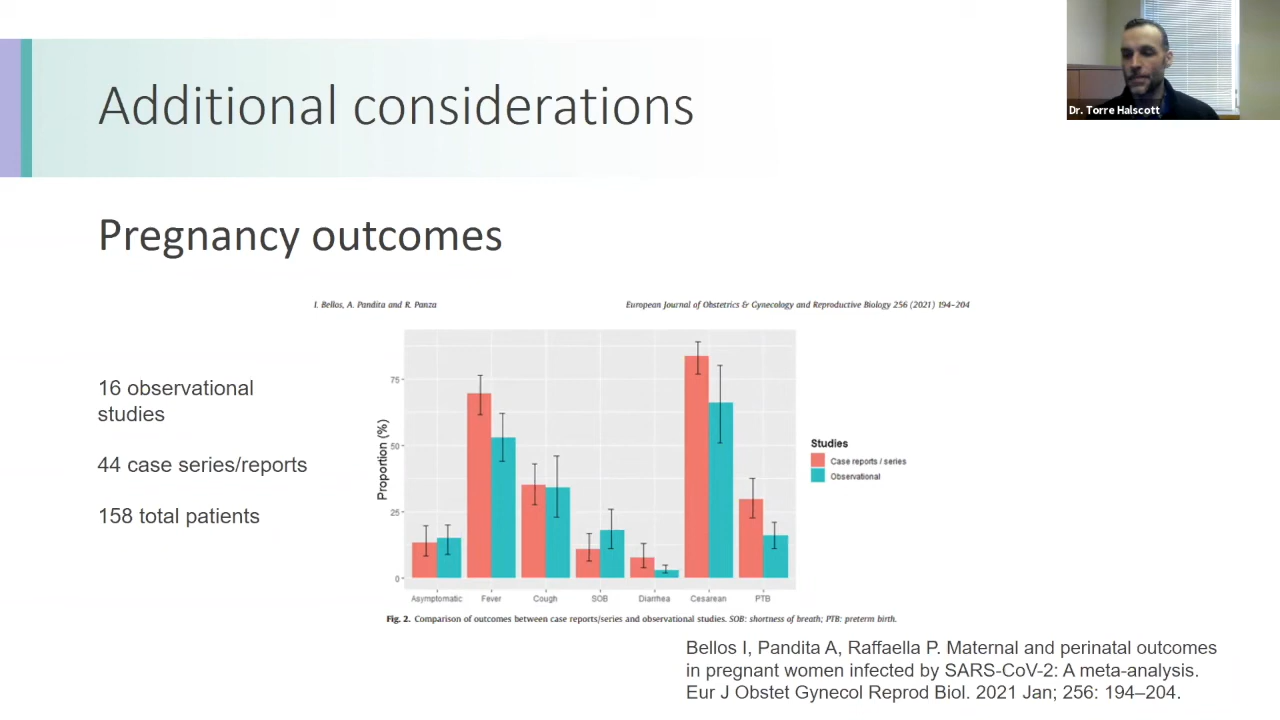 Additional considerations
Dr. Torre Halscott
Pregnancy outcomes
I. Bellos, A. Pandita and R. Panza
European Journal of Obstetrics & Gynecology and Reproductive Biology 256 (2021) 194–204
16 observational
studies
44 case series/reports
158 total patients
Proportion (%)
75
50
25
0
Asymptomatic
Fever
Cough
SOB
Diarrhea
Cesarean
PTB
Studies
Case reports / series
Observational
Fig. 2. Comparison of outcomes between case reports/series and observational studies. SOB: shortness of breath; PTB: preterm birth.
Bellos I, Pandita A, Raffaella P. Maternal and perinatal outcomes
in pregnant women infected by SARS-CoV-2: A meta-analysis.
Eur J Obstet Gynecol Reprod Biol. 2021 Jan; 256: 194–204.